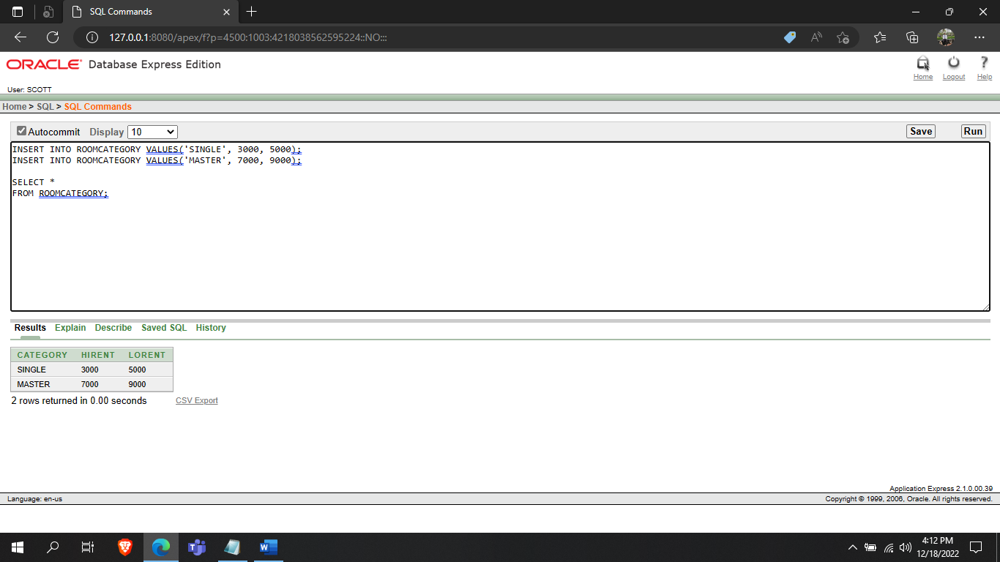 SQL Commands
127.0.0.1:8080/apex/f?p=4500:1003:4218038562595224::NO:::
ORACLE Database Express Edition
Home Logout Help
User: SCOTT
Home > SQL > SQL Commands
Autocommit Display 10 Save Run
INSERT INTO ROOMCATEGORY VALUES('SINGLE', 3000, 5000);
INSERT INTO ROOMCATEGORY VALUES('MASTER', 7000, 9000);
SELECT *
FROM ROOMCATEGORY;
Results Explain Describe Saved SQL History
CATEGORY HIRENT LORENT
SINGLE 3000 5000
MASTER 7000 9000
2 rows returned in 0.00 seconds CSV Export
Application Express 2.1.0.00.39
Language: en-us Copyright © 1999, 2006, Oracle. All rights reserved.
4:12 PM
12/18/2022